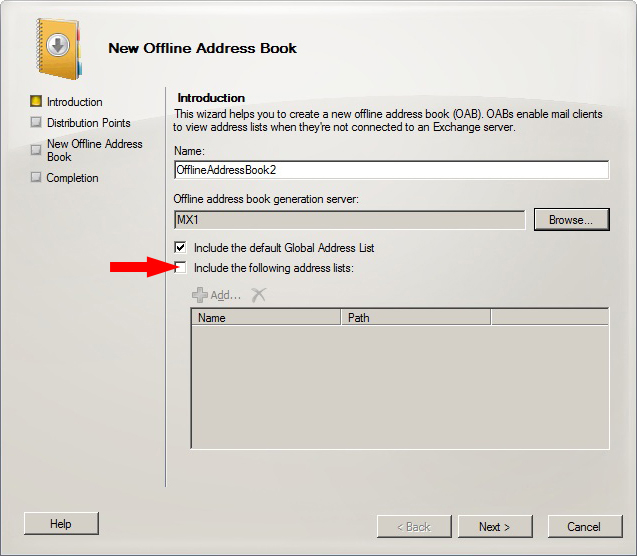 New Offline Address Book
Introduction
Distribution Points
New Offline Address
Book
Completion
Introduction
This wizard helps you to create a new offline address book (OAB). OABs enable mail clients
to view address lists when they're not connected to an Exchange server.
Name:
OfflineAddressBook2
Offline address book generation server:
MX1
Browse...
Include the default Global Address List
Include the following address lists:
Add...
Name Path
Help
< Back
Next >
Cancel